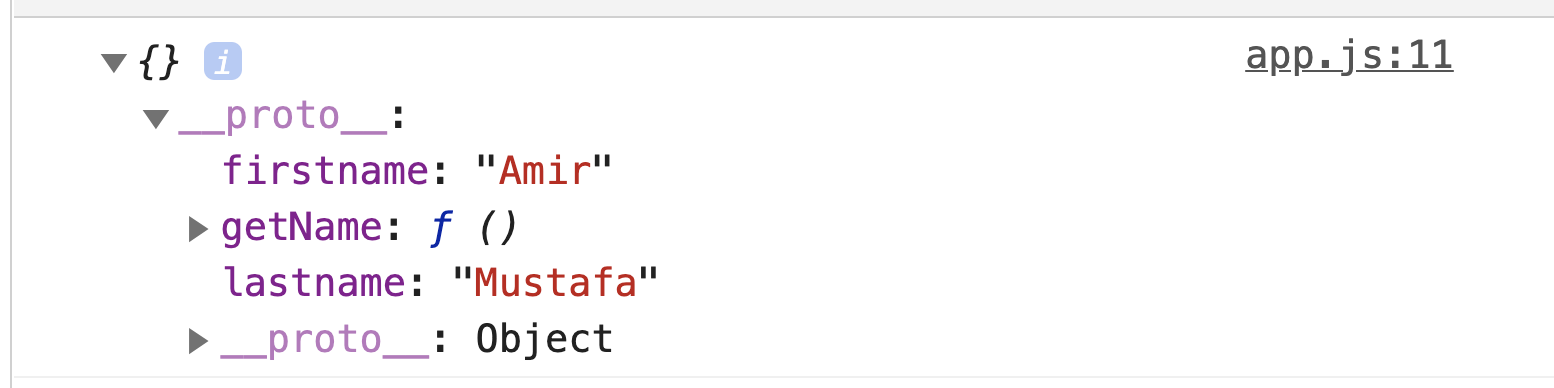 {} i app.js:11
__proto__:
firstname: "Amir"
getName: ƒ ()
lastname: "Mustafa"
__proto__: Object